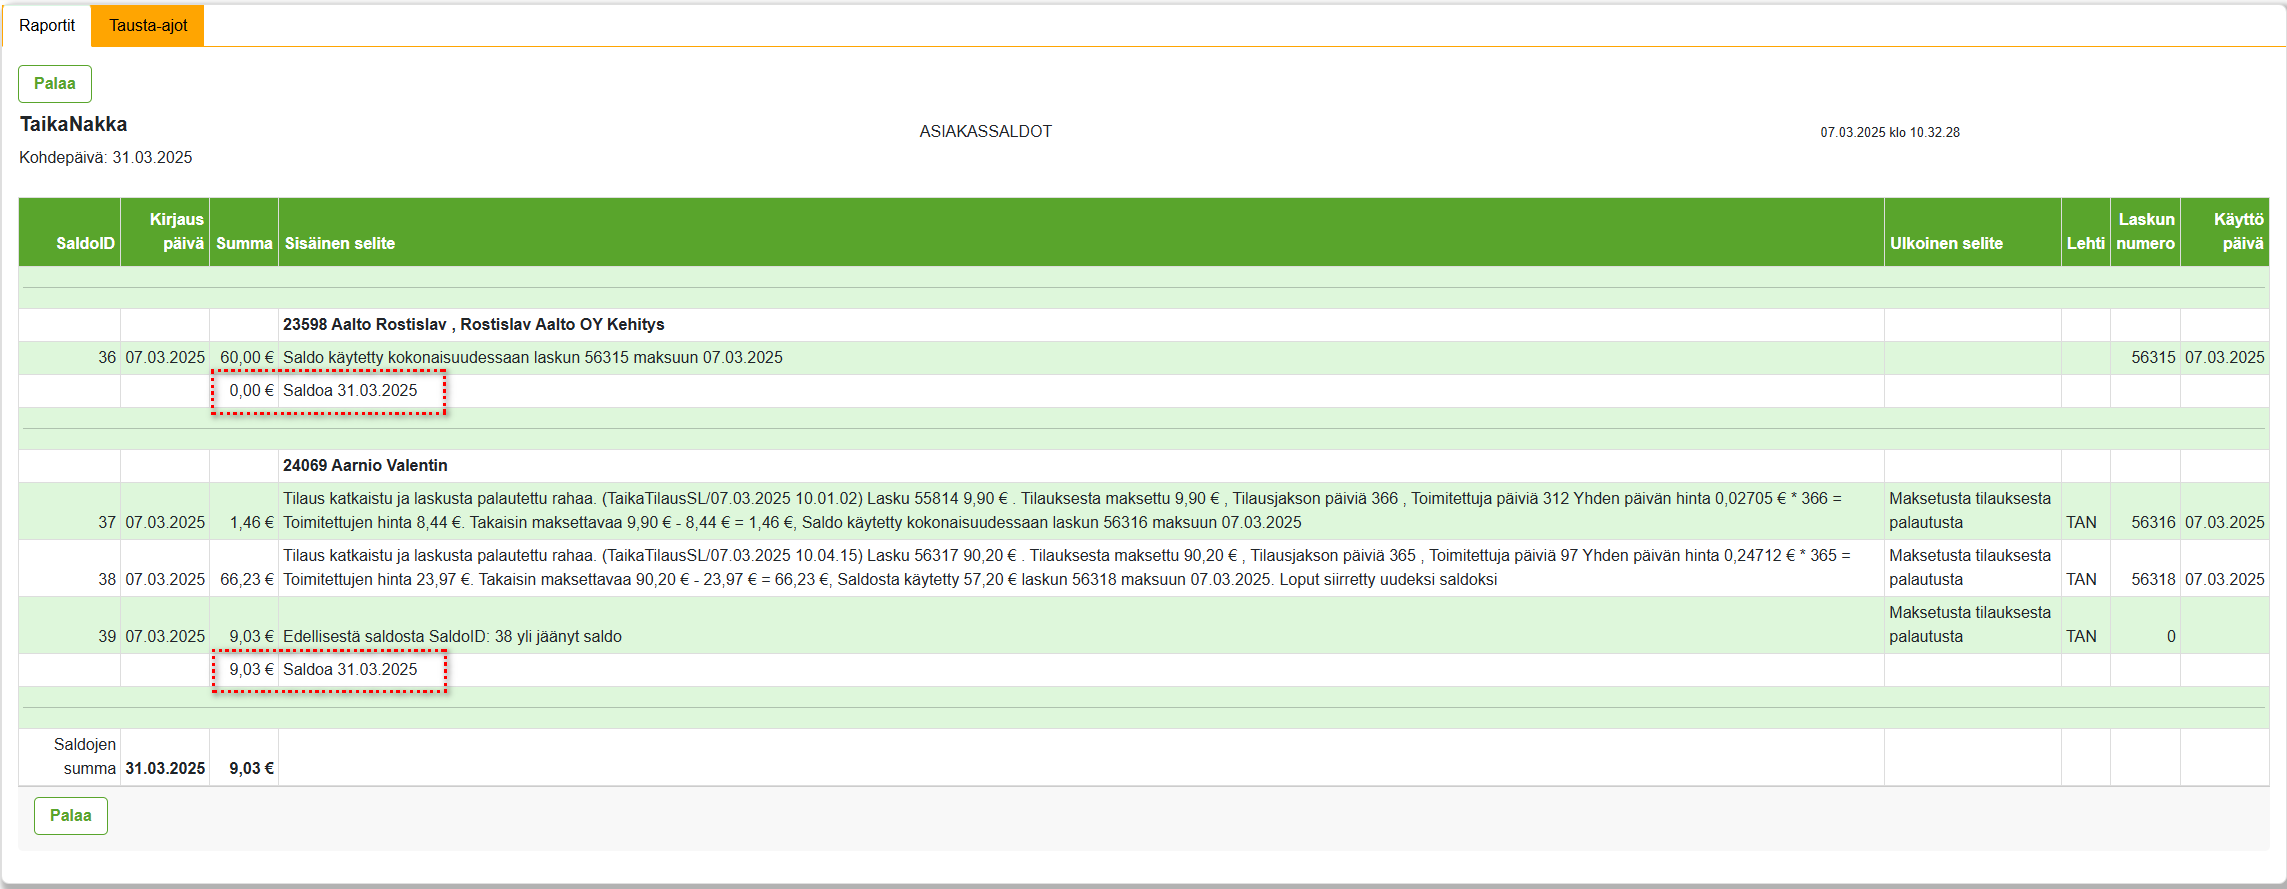 Raportit Tausta-ajot
Palaa
TaikaNakka
ASIAKASSALDOT
07.03.2025 klo 10.32.28
Kohdepäivä: 31.03.2025
SaldoID Kirjaus päivä Summa Sisäinen selite Ulkoinen selite Lehti Laskun numero Käyttö päivä
23598 Aalto Rostislav , Rostislav Aalto OY Kehitys
36 07.03.2025 60,00 € Saldo käytetty kokonaisuudessaan laskun 56315 maksuun 07.03.2025 56315 07.03.2025
0,00 € Saldoa 31.03.2025
24069 Aarnio Valentin
Tilaus katkaistu ja laskusta palautettu rahaa. (TaikaTilausSL/07.03.2025 10.01.02) Lasku 55814 9,90 € . Tilauksesta maksettu 9,90 € , Tilausjakson päiviä 366 , Toimitettuja päiviä 312 Yhden päivän hinta 0,02705 € * 366 = Maksetusta tilauksesta
37 07.03.2025 1,46 € Toimitettujen hinta 8,44 €. Takaisin maksettavaa 9,90 € - 8,44 € = 1,46 €, Saldo käytetty kokonaisuudessaan laskun 56316 maksuun 07.03.2025 palautusta TAN 56316 07.03.2025
Tilaus katkaistu ja laskusta palautettu rahaa. (TaikaTilausSL/07.03.2025 10.04.15) Lasku 56317 90,20 € . Tilauksesta maksettu 90,20 € , Tilausjakson päiviä 365 , Toimitettuja päiviä 97 Yhden päivän hinta 0,24712 € * 365 = Maksetusta tilauksesta
38 07.03.2025 66,23 € Toimitettujen hinta 23,97 €. Takaisin maksettavaa 90,20 € - 23,97 € = 66,23 €, Saldosta käytetty 57,20 € laskun 56318 maksuun 07.03.2025. Loput siirretty uudeksi saldoksi palautusta TAN 56318 07.03.2025
Maksetusta tilauksesta
39 07.03.2025 9,03 € Edellisestä saldosta SaldoID: 38 yli jäänyt saldo palautusta TAN 0
9,03 € Saldoa 31.03.2025
Saldojen
summa 31.03.2025 9,03 €
Palaa